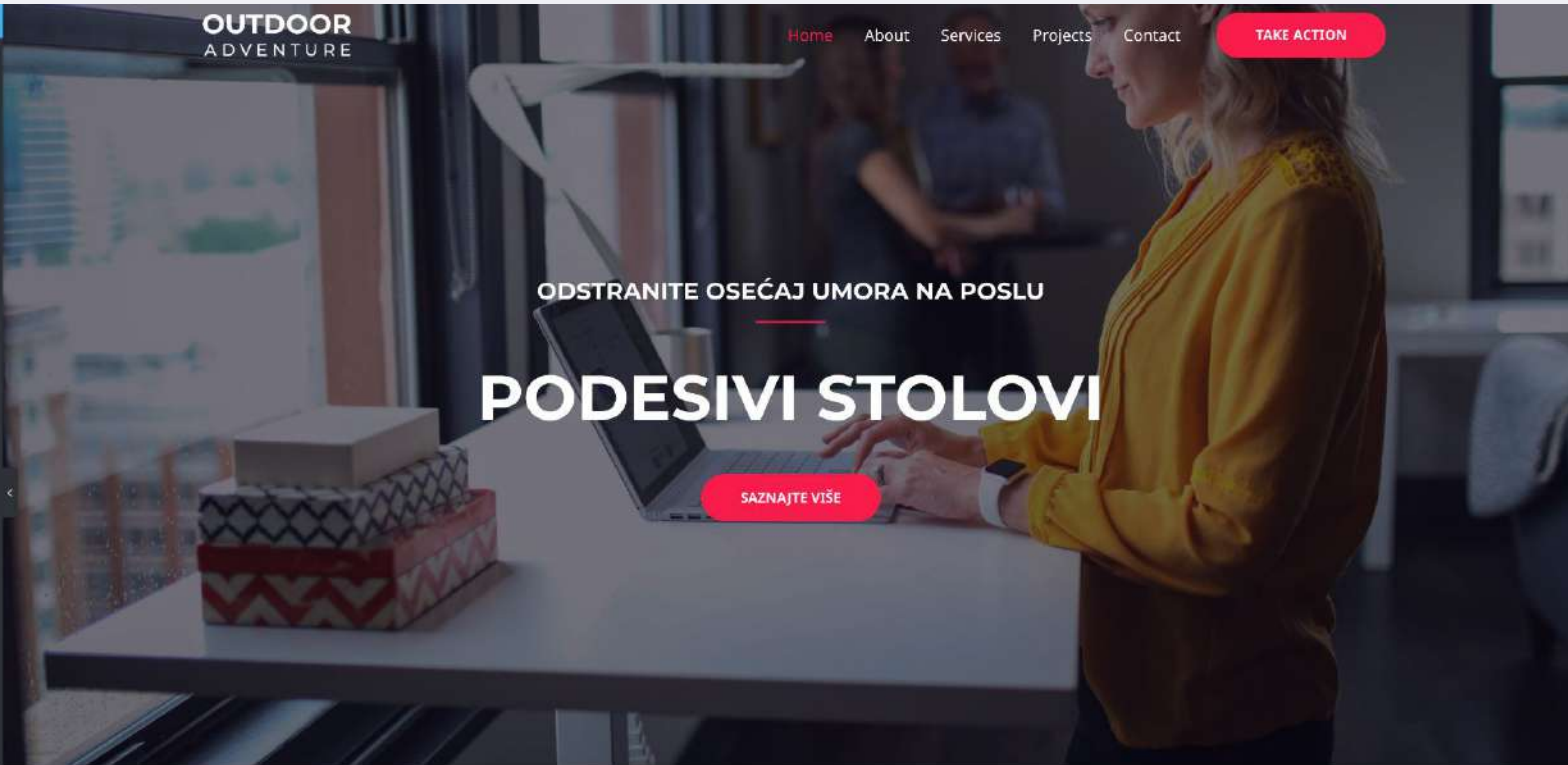 OUTDOOR
ADVENTURE
Home About Services Projects Contact TAKE ACTION
ODSTRANITE OSEĆAJ UMORA NA POSLU
PODESIVI STOLOVI
SAZNAJTE VIŠE